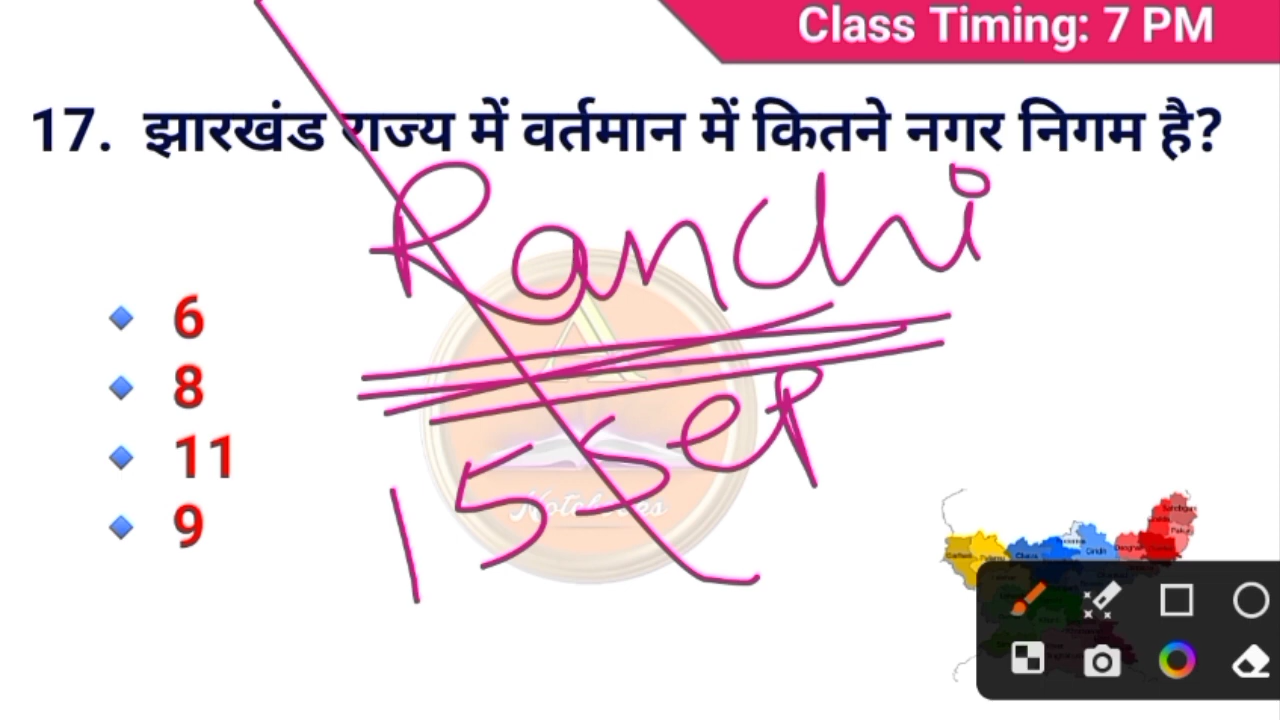 Class Timing: 7 PM
17. झारखंड राज्य में वर्तमान में कितने नगर निगम है?
Ranchi
6
8
11
9
15 Sep